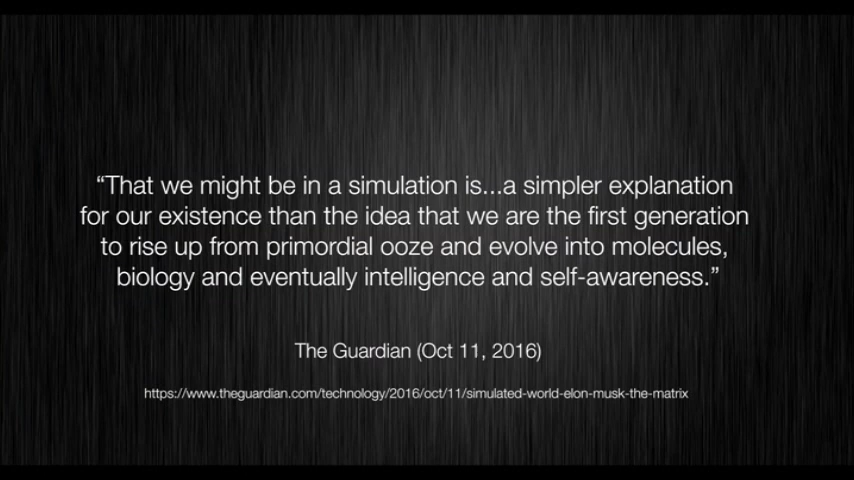 “That we might be in a simulation is...a simpler explanation
for our existence than the idea that we are the first generation
to rise up from primordial ooze and evolve into molecules,
biology and eventually intelligence and self-awareness.”
The Guardian (Oct 11, 2016)
https://www.theguardian.com/technology/2016/oct/11/simulated-world-elon-musk-the-matrix